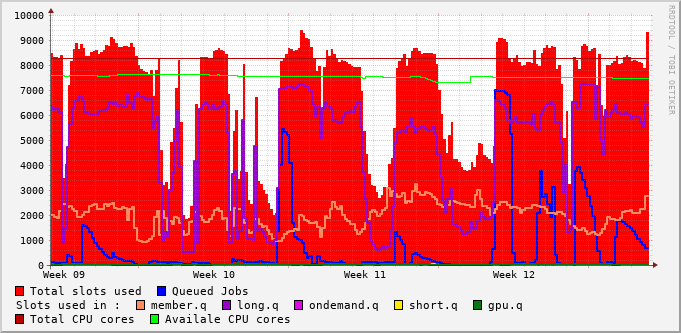 10000
9000
8000
7000
6000
5000
4000
3000
2000
1000
0
Week 09 Week 10 Week 11 Week 12
RRDTOOL / TOBI OETIKER
Total slots used Queued Jobs
Slots used in : member.q long.q ondemand.q short.q gpu.q
Total CPU cores Availale CPU cores